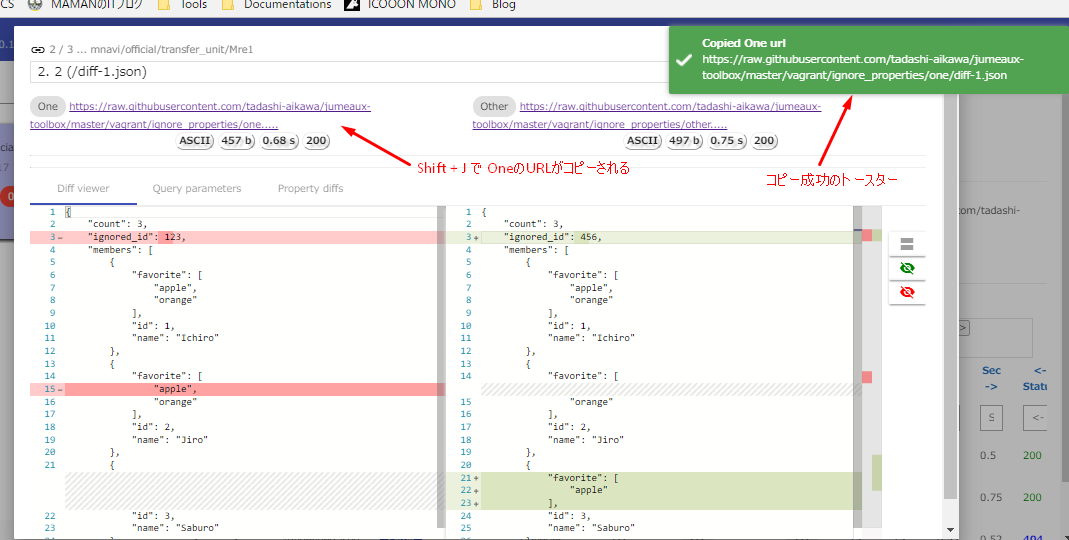 CS MAMANのITブログ Tools Documentations ICOOON MONO Blog
2 / 3 ... mnavi/official/transfer_unit/Mre1
2. 2 (/diff-1.json)
Copied One url
https://raw.githubusercontent.com/tadashi-aikawa/jumeaux-
toolbox/master/vagrant/ignore_properties/one/diff-1.json
One https://raw.githubusercontent.com/tadashi-aikawa/jumeaux-
toolbox/master/vagrant/ignore_properties/one.....
ASCII 457 b 0.68 s 200
Other https://raw.githubusercontent.com/tadashi-aikawa/jumeaux-
toolbox/master/vagrant/ignore_properties/other.....
ASCII 497 b 0.75 s 200
Shift + J で OneのURLがコピーされる
コピー成功のトースター
Diff viewer Query parameters Property diffs
1 {
2 "count": 3,
3 - "ignored_id": 123,
4 "members": [
5 {
6 "favorite": [
7 "apple",
8 "orange"
9 ],
10 "id": 1,
11 "name": "Ichiro"
12 },
13 {
14 "favorite": [
15 - "apple",
16 "orange"
17 ],
18 "id": 2,
19 "name": "Jiro"
20 },
21 {
22 "id": 3,
23 "name": "Saburo"
1 {
2 "count": 3,
3 + "ignored_id": 456,
4 "members": [
5 {
6 "favorite": [
7 "apple",
8 "orange"
9 ],
10 "id": 1,
11 "name": "Ichiro"
12 },
13 {
14 "favorite": [
15 "orange"
16 ],
17 "id": 2,
18 "name": "Jiro"
19 },
20 {
21 + "favorite": [
22 + "apple"
23 + ],
24 "id": 3,
25 "name": "Saburo"
om/tadashi-
Sec <-
-> Statu
S <-
0.5 200
0.75 200